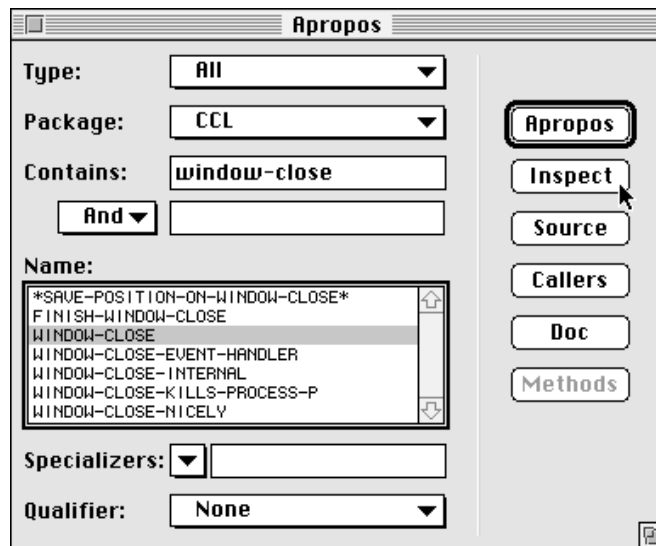 Apropos
Type: All
Package: CCL
Contains: window-close
And
Name:
*SAVE-POSITION-ON-WINDOW-CLOSE*
FINISH-WINDOW-CLOSE
WINDOW-CLOSE
WINDOW-CLOSE-EVENT-HANDLER
WINDOW-CLOSE-INTERNAL
WINDOW-CLOSE-KILLS-PROCESS-P
WINDOW-CLOSE-NICELY
Specializers:
Qualifier: None
Apropos
Inspect
Source
Callers
Doc
Methods